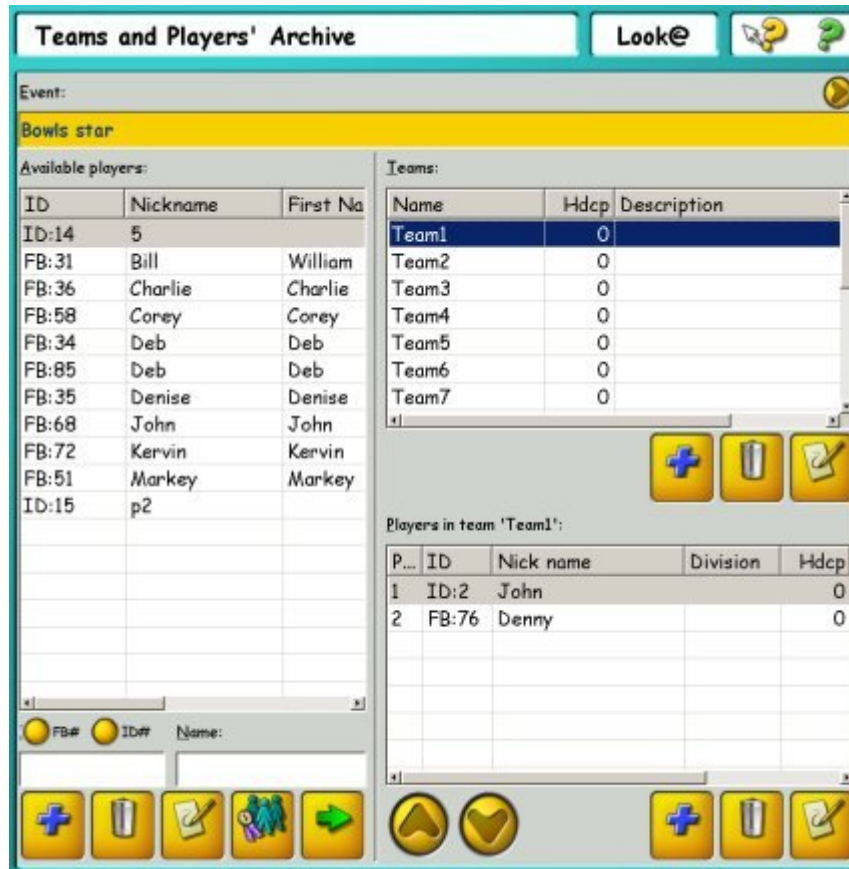 Teams and Players' Archive
Look@
Event:
Bowls star
Available players:
ID Nickname First Na
ID:14 5
FB:31 Bill William
FB:36 Charlie Charlie
FB:58 Corey Corey
FB:34 Deb Deb
FB:85 Deb Deb
FB:35 Denise Denise
FB:68 John John
FB:72 Kervin Kervin
FB:51 Markey Markey
ID:15 p2
FB# ID# Name:
Teams:
Name Hdcp Description
Team1 0
Team2 0
Team3 0
Team4 0
Team5 0
Team6 0
Team7 0
Players in team 'Team1':
P... ID Nick name Division Hdcp
1 ID:2 John 0
2 FB:76 Denny 0